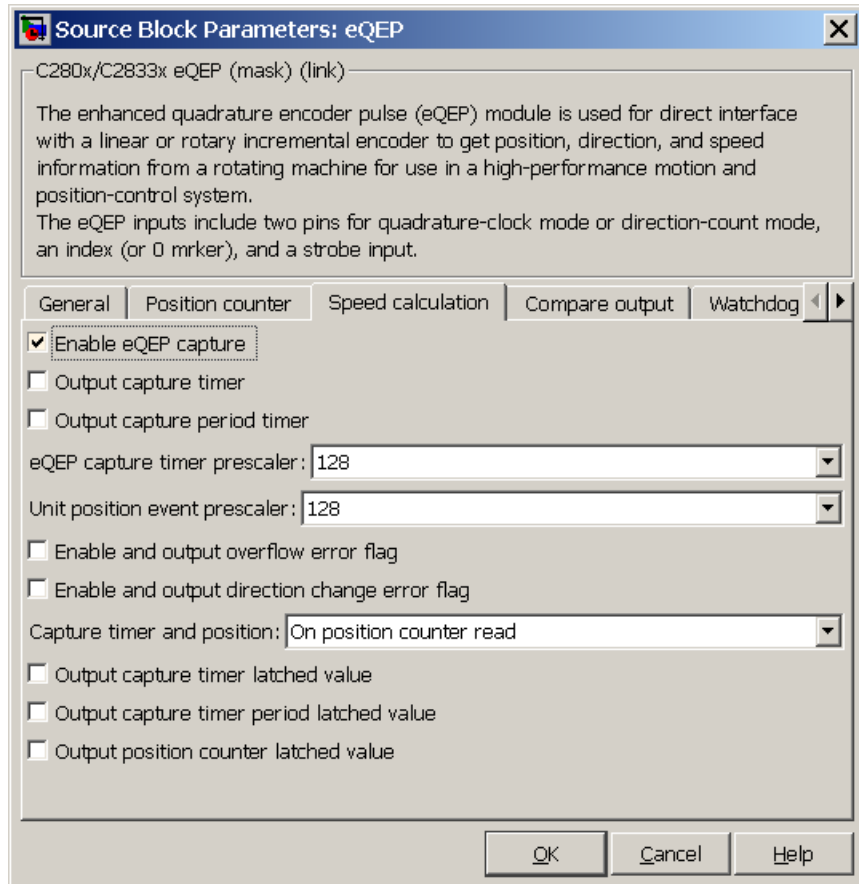 Source Block Parameters: eQEP
C280x/C2833x eQEP (mask) (link)
The enhanced quadrature encoder pulse (eQEP) module is used for direct interface
with a linear or rotary incremental encoder to get position, direction, and speed
information from a rotating machine for use in a high-performance motion and
position-control system.
The eQEP inputs include two pins for quadrature-clock mode or direction-count mode,
an index (or 0 mrker), and a strobe input.
General Position counter Speed calculation Compare output Watchdog
Enable eQEP capture
Output capture timer
Output capture period timer
eQEP capture timer prescaler: 128
Unit position event prescaler: 128
Enable and output overflow error flag
Enable and output direction change error flag
Capture timer and position: On position counter read
Output capture timer latched value
Output capture timer period latched value
Output position counter latched value
OK Cancel Help